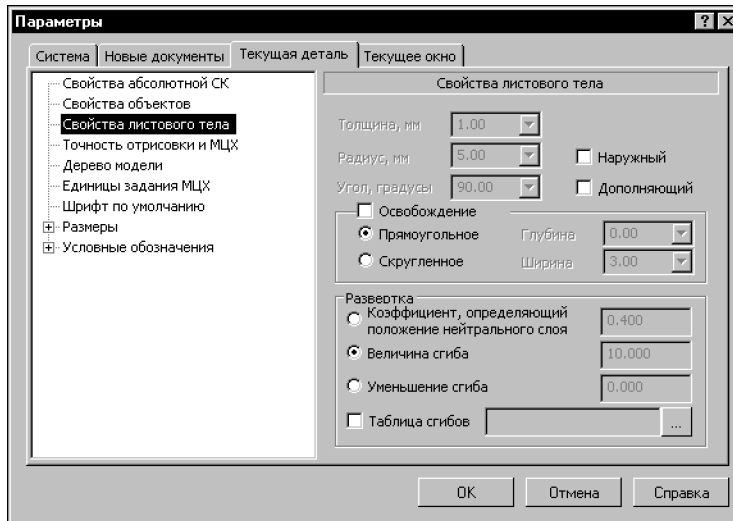 Параметры
Система
Новые документы
Текущая деталь
Текущее окно
Свойства абсолютной СК
Свойства объектов
Свойства листового тела
Точность отрисовки и МЦХ
Дерево модели
Единицы задания МЦХ
Шрифт по умолчанию
Размеры
Условные обозначения
Свойства листового тела
Толщина, мм 1.00
Радиус, мм 5.00 Наружный
Угол, градусы 90.00 Дополняющий
Освобождение
Прямоугольное Глубина 0.00
Скругленное Ширина 3.00
Развертка
Коэффициент, определяющий
положение нейтрального слоя 0.400
Величина сгиба 10.000
Уменьшение сгиба 0.000
Таблица сгибов ...
OK Отмена Справка